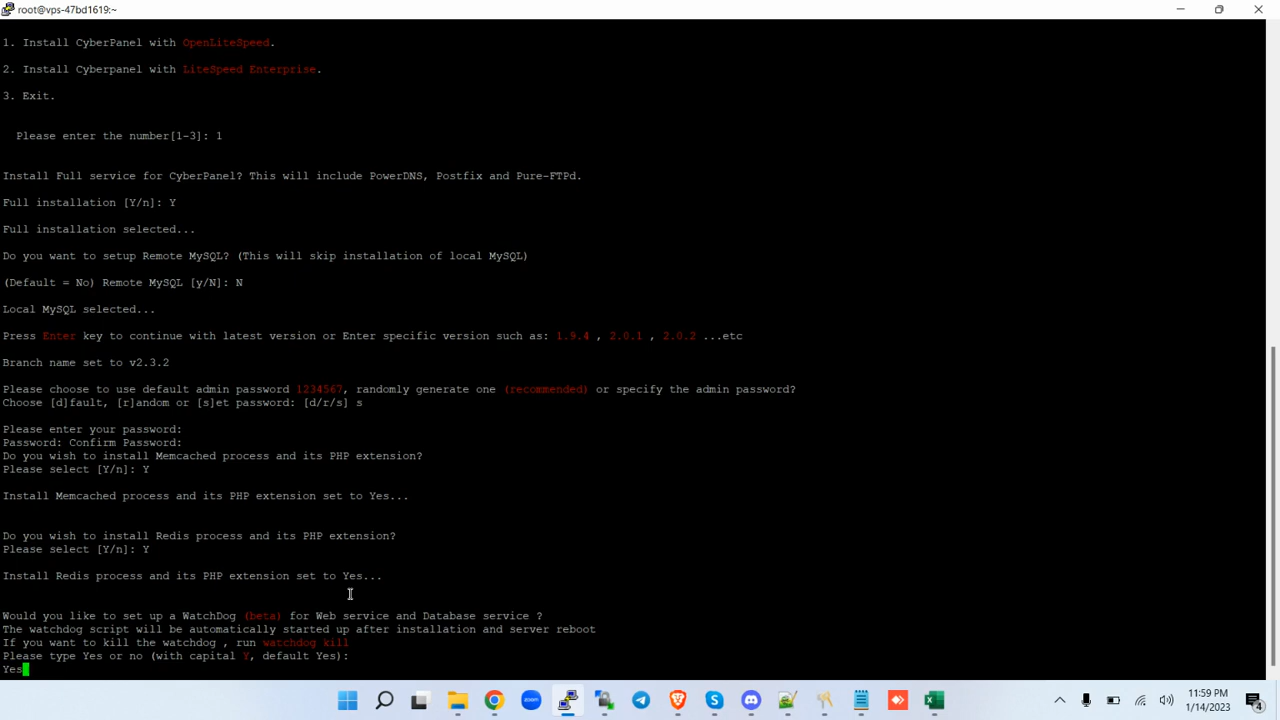 root@vps-47bd1619:~
1. Install CyberPanel with OpenLiteSpeed.
2. Install Cyberpanel with LiteSpeed Enterprise.
3. Exit.
Please enter the number[1-3]: 1
Install Full service for CyberPanel? This will include PowerDNS, Postfix and Pure-FTPd.
Full installation [Y/n]: Y
Full installation selected...
Do you want to setup Remote MySQL? (This will skip installation of local MySQL)
(Default = No) Remote MySQL [y/N]: N
Local MySQL selected...
Press Enter key to continue with latest version or Enter specific version such as: 1.9.4 , 2.0.1 , 2.0.2 ...etc
Branch name set to v2.3.2
Please choose to use default admin password 1234567, randomly generate one (recommended) or specify the admin password?
Choose [d]fault, [r]andom or [s]et password: [d/r/s] s
Please enter your password:
Password: Confirm Password:
Do you wish to install Memcached process and its PHP extension?
Please select [Y/n]: Y
Install Memcached process and its PHP extension set to Yes...
Do you wish to install Redis process and its PHP extension?
Please select [Y/n]: Y
Install Redis process and its PHP extension set to Yes...
Would you like to set up a WatchDog (beta) for Web service and Database service ?
The watchdog script will be automatically started up after installation and server reboot
If you want to kill the watchdog , run watchdog kill
Please type Yes or no (with capital Y, default Yes):
Yes
zoom
11:59 PM
1/14/2023
4